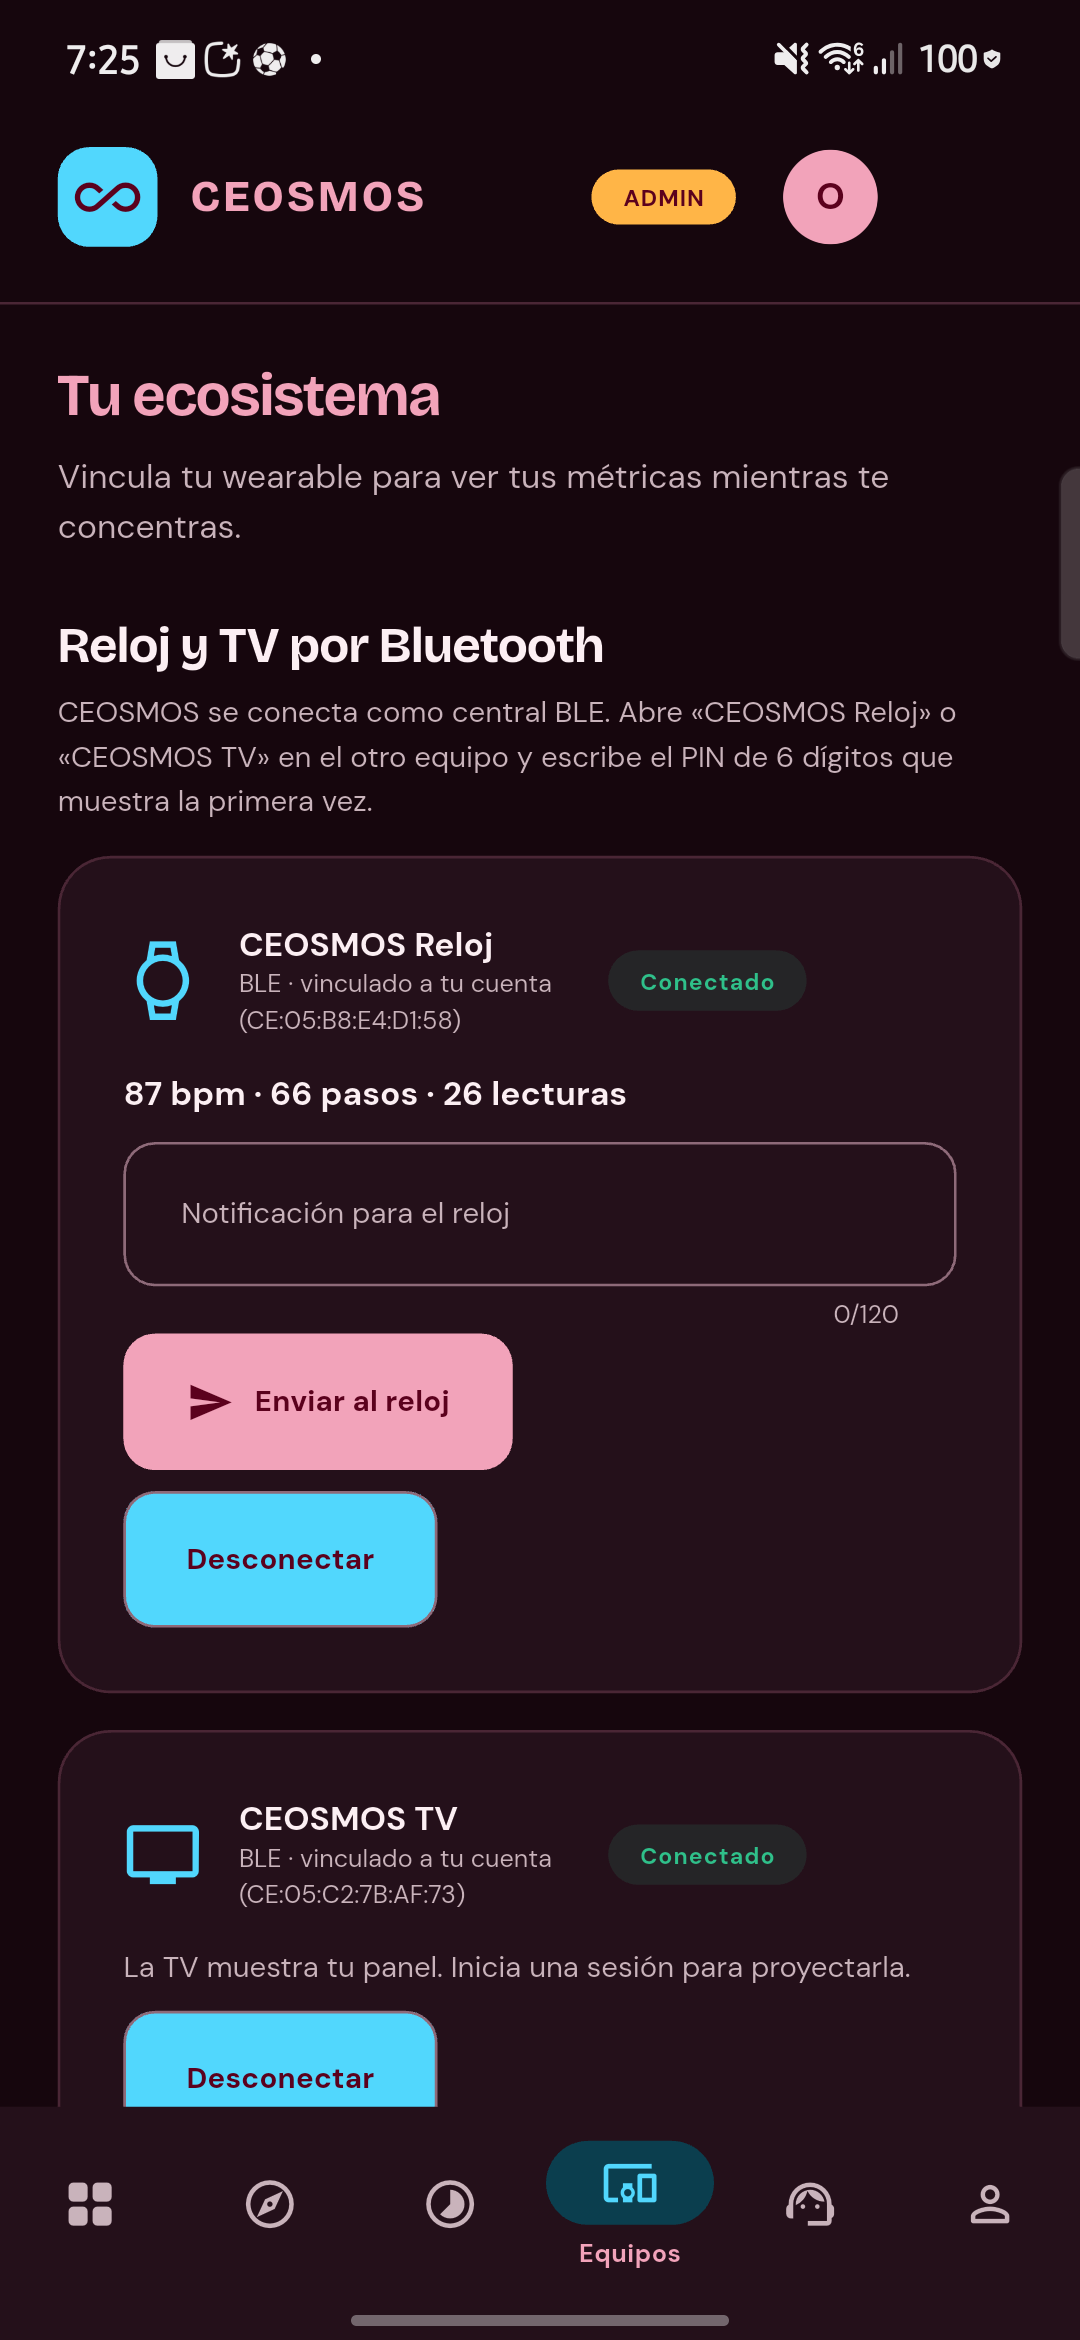 7:25
6
100
CEOSMOS
ADMIN
O
Tu ecosistema
Vincula tu wearable para ver tus métricas mientras te
concentras.
Reloj y TV por Bluetooth
CEOSMOS se conecta como central BLE. Abre «CEOSMOS Reloj» o
«CEOSMOS TV» en el otro equipo y escribe el PIN de 6 dígitos que
muestra la primera vez.
CEOSMOS Reloj
BLE · vinculado a tu cuenta
(CE:05:B8:E4:D1:58)
Conectado
87 bpm · 66 pasos · 26 lecturas
Notificación para el reloj
0/120
Enviar al reloj
Desconectar
CEOSMOS TV
BLE · vinculado a tu cuenta
(CE:05:C2:7B:AF:73)
Conectado
La TV muestra tu panel. Inicia una sesión para proyectarla.
Desconectar
Equipos